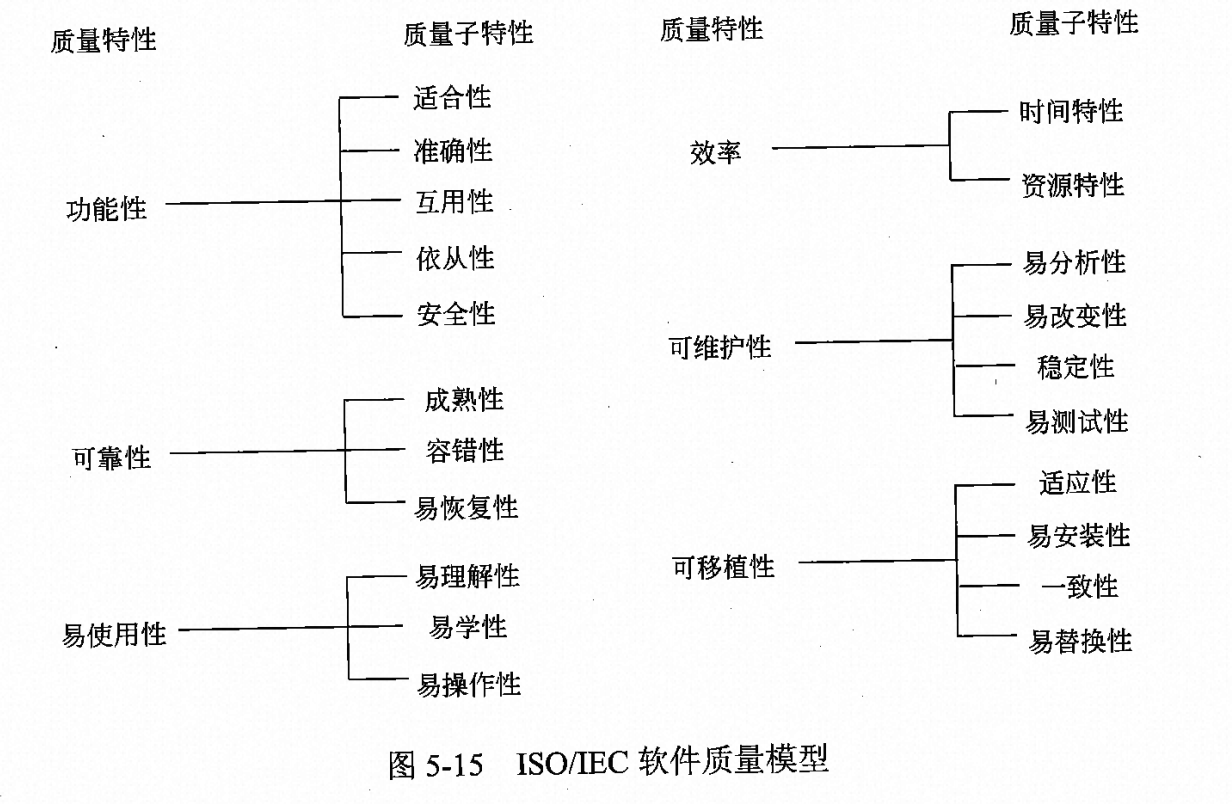 质量特性
质量子特性
功能性
适合性
准确性
互用性
依从性
安全性
可靠性
成熟性
容错性
易恢复性
易使用性
易理解性
易学性
易操作性
质量特性
质量子特性
效率
时间特性
资源特性
可维护性
易分析性
易改变性
稳定性
易测试性
可移植性
适应性
易安装性
一致性
易替换性
图 5-15 ISO/IEC 软件质量模型